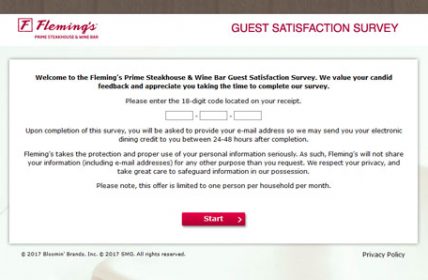 Fleming's
PRIME STEAKHOUSE & WINE BAR
GUEST SATISFACTION SURVEY
Welcome to the Fleming's Prime Steakhouse & Wine Bar Guest Satisfaction Survey. We value your candid
feedback and appreciate you taking the time to complete our survey.
Please enter the 18-digit code located on your receipt.
- -
Upon completion of this survey, you will be asked to provide your e-mail address so we may send you your electronic
dining credit to you between 24-48 hours after completion.
Fleming's takes the protection and proper use of your personal information seriously. As such, Fleming's will not share
your information (including e-mail addresses) for any other purpose than you request. We respect your privacy, and
take great care to safeguard information in our possession.
Please note, this offer is limited to one person per household per month.
Start >
© 2017 Bloomin' Brands, Inc. © 2017 SMG. All rights reserved.
Privacy Policy